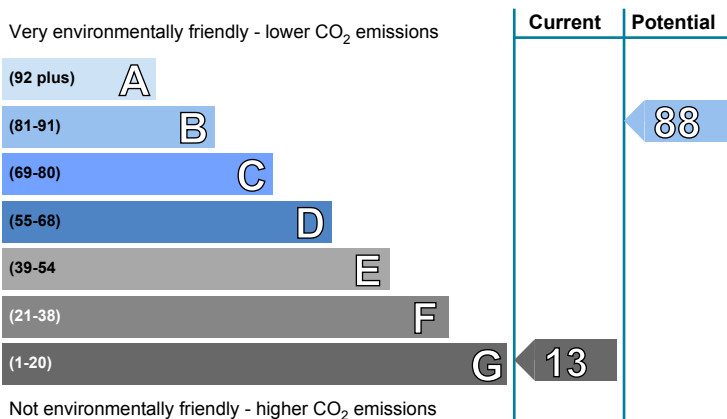 Very environmentally friendly - lower CO2 emissions
Current Potential
(92 plus) A
(81-91) B
88
(69-80) C
(55-68) D
(39-54 E
(21-38) F
(1-20) G
13
Not environmentally friendly - higher CO2 emissions